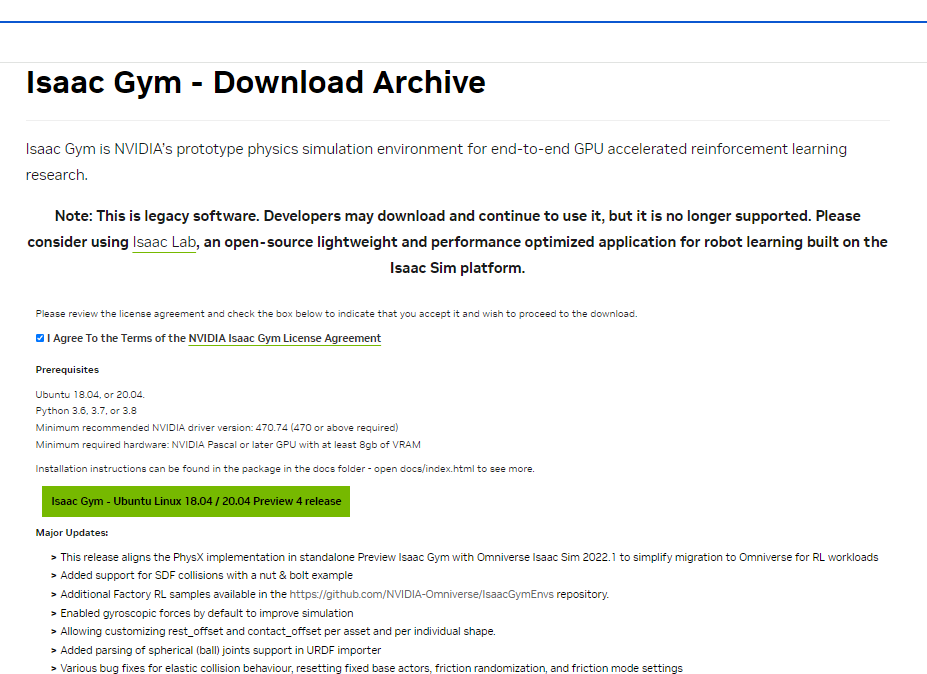 Isaac Gym - Download Archive
Isaac Gym is NVIDIA's prototype physics simulation environment for end-to-end GPU accelerated reinforcement learning
research.
Note: This is legacy software. Developers may download and continue to use it, but it is no longer supported. Please
consider using Isaac Lab, an open-source lightweight and performance optimized application for robot learning built on the
Isaac Sim platform.
Please review the license agreement and check the box below to indicate that you accept it and wish to proceed to the download.
I Agree To the Terms of the NVIDIA Isaac Gym License Agreement
Prerequisites
Ubuntu 18.04, or 20.04.
Python 3.6, 3.7, or 3.8
Minimum recommended NVIDIA driver version: 470.74 (470 or above required)
Minimum required hardware: NVIDIA Pascal or later GPU with at least 8gb of VRAM
Installation instructions can be found in the package in the docs folder - open docs/index.html to see more.
Isaac Gym - Ubuntu Linux 18.04 / 20.04 Preview 4 release
Major Updates:
> This release aligns the PhysX implementation in standalone Preview Isaac Gym with Omniverse Isaac Sim 2022.1 to simplify migration to Omniverse for RL workloads
> Added support for SDF collisions with a nut & bolt example
> Additional Factory RL samples available in the https://github.com/NVIDIA-Omniverse/IsaacGymEnvs repository.
> Enabled gyroscopic forces by default to improve simulation
> Allowing customizing rest_offset and contact_offset per asset and per individual shape.
> Added parsing of spherical (ball) joints support in URDF importer
> Various bug fixes for elastic collision behaviour, resetting fixed base actors, friction randomization, and friction mode settings